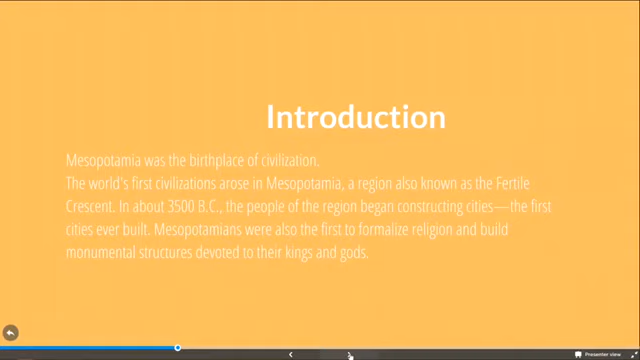 Introduction
Mesopotamia was the birthplace of civilization.
The world's first civilizations arose in Mesopotamia, a region also known as the Fertile
Crescent. In about 3500 B.C., the people of the region began constructing cities—the first
cities ever built. Mesopotamians were also the first to formalize religion and build
monumental structures devoted to their kings and gods.
Presenter view